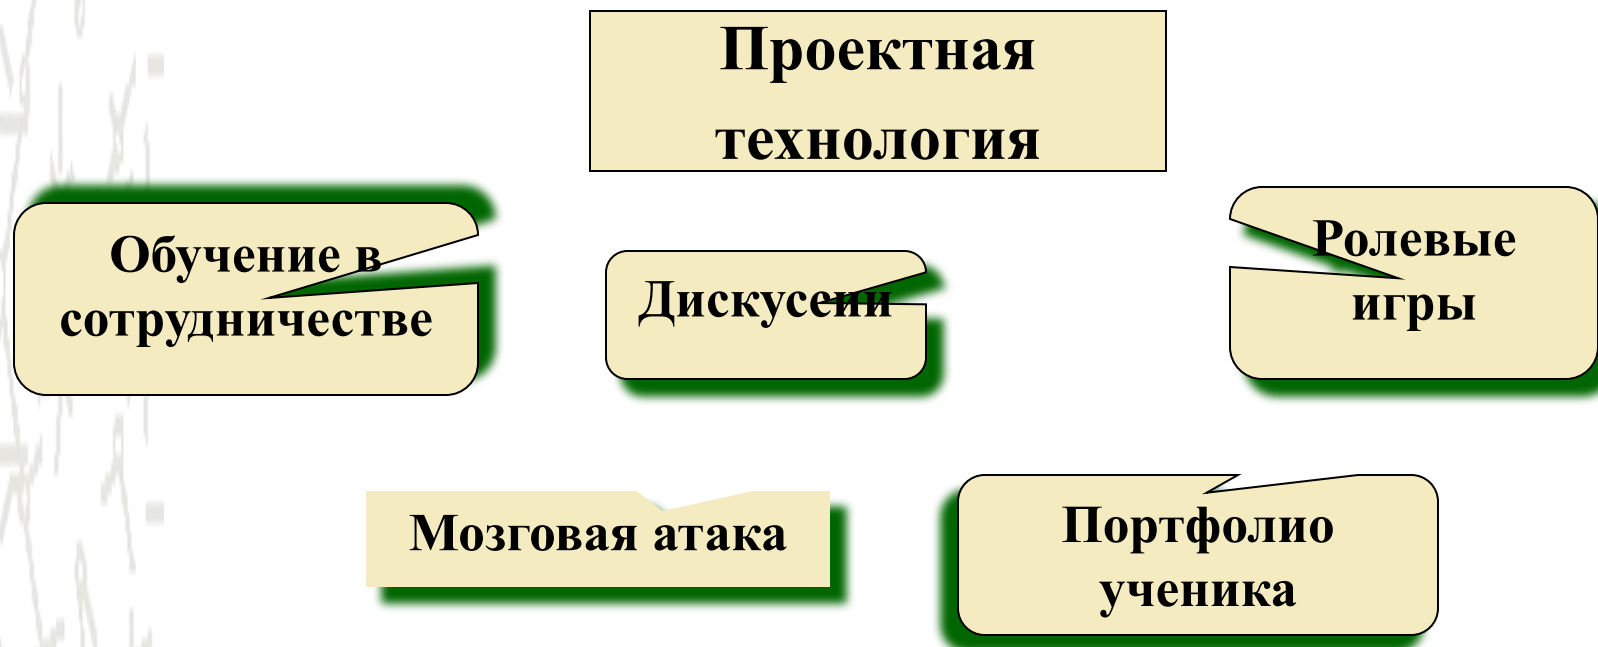 Проектная
технология
Обучение в
сотрудничестве
Дискуссии
Ролевые
игры
Мозговая атака
Портфолио
ученика